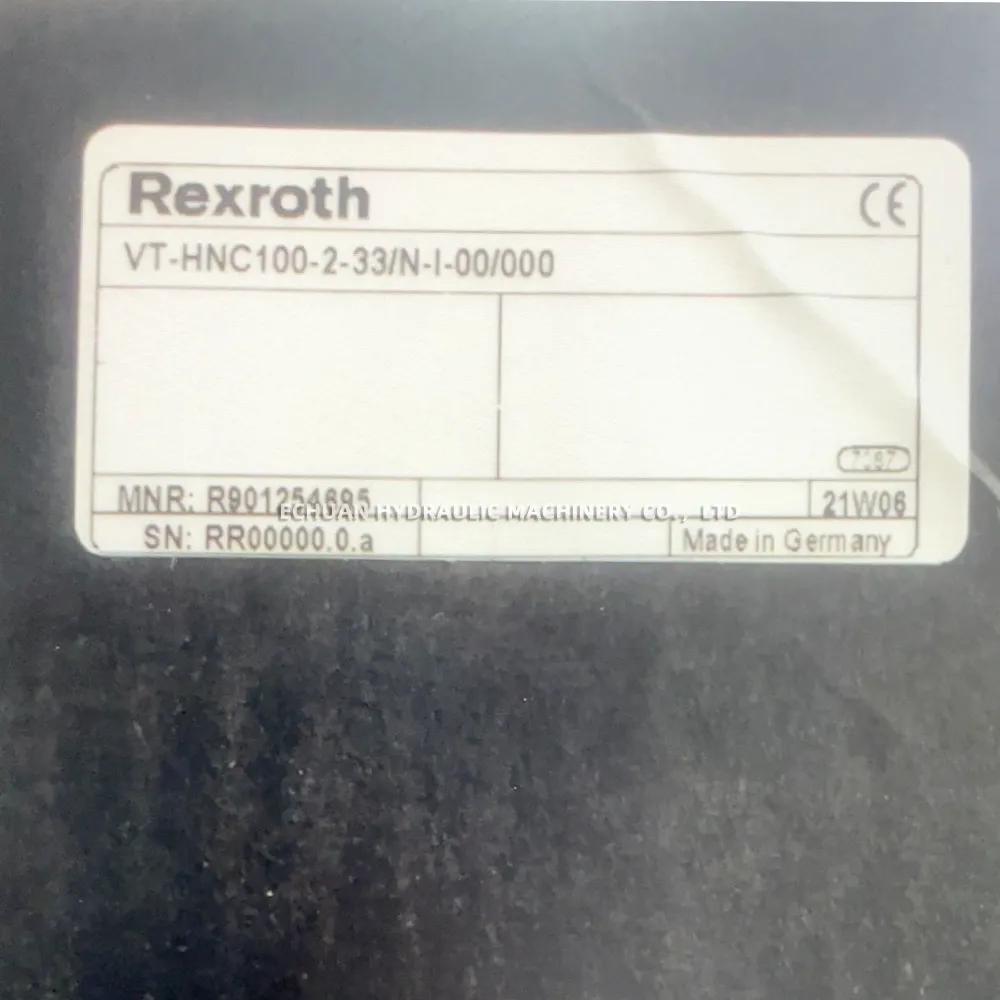 Rexroth
CE
VT-HNC100-2-33/N-I-00/000
MNR: R901254695
21W06
ECHUAN HYDRAULIC MACHINERY CO., LTD
SN: RR00000.0.a
Made in Germany